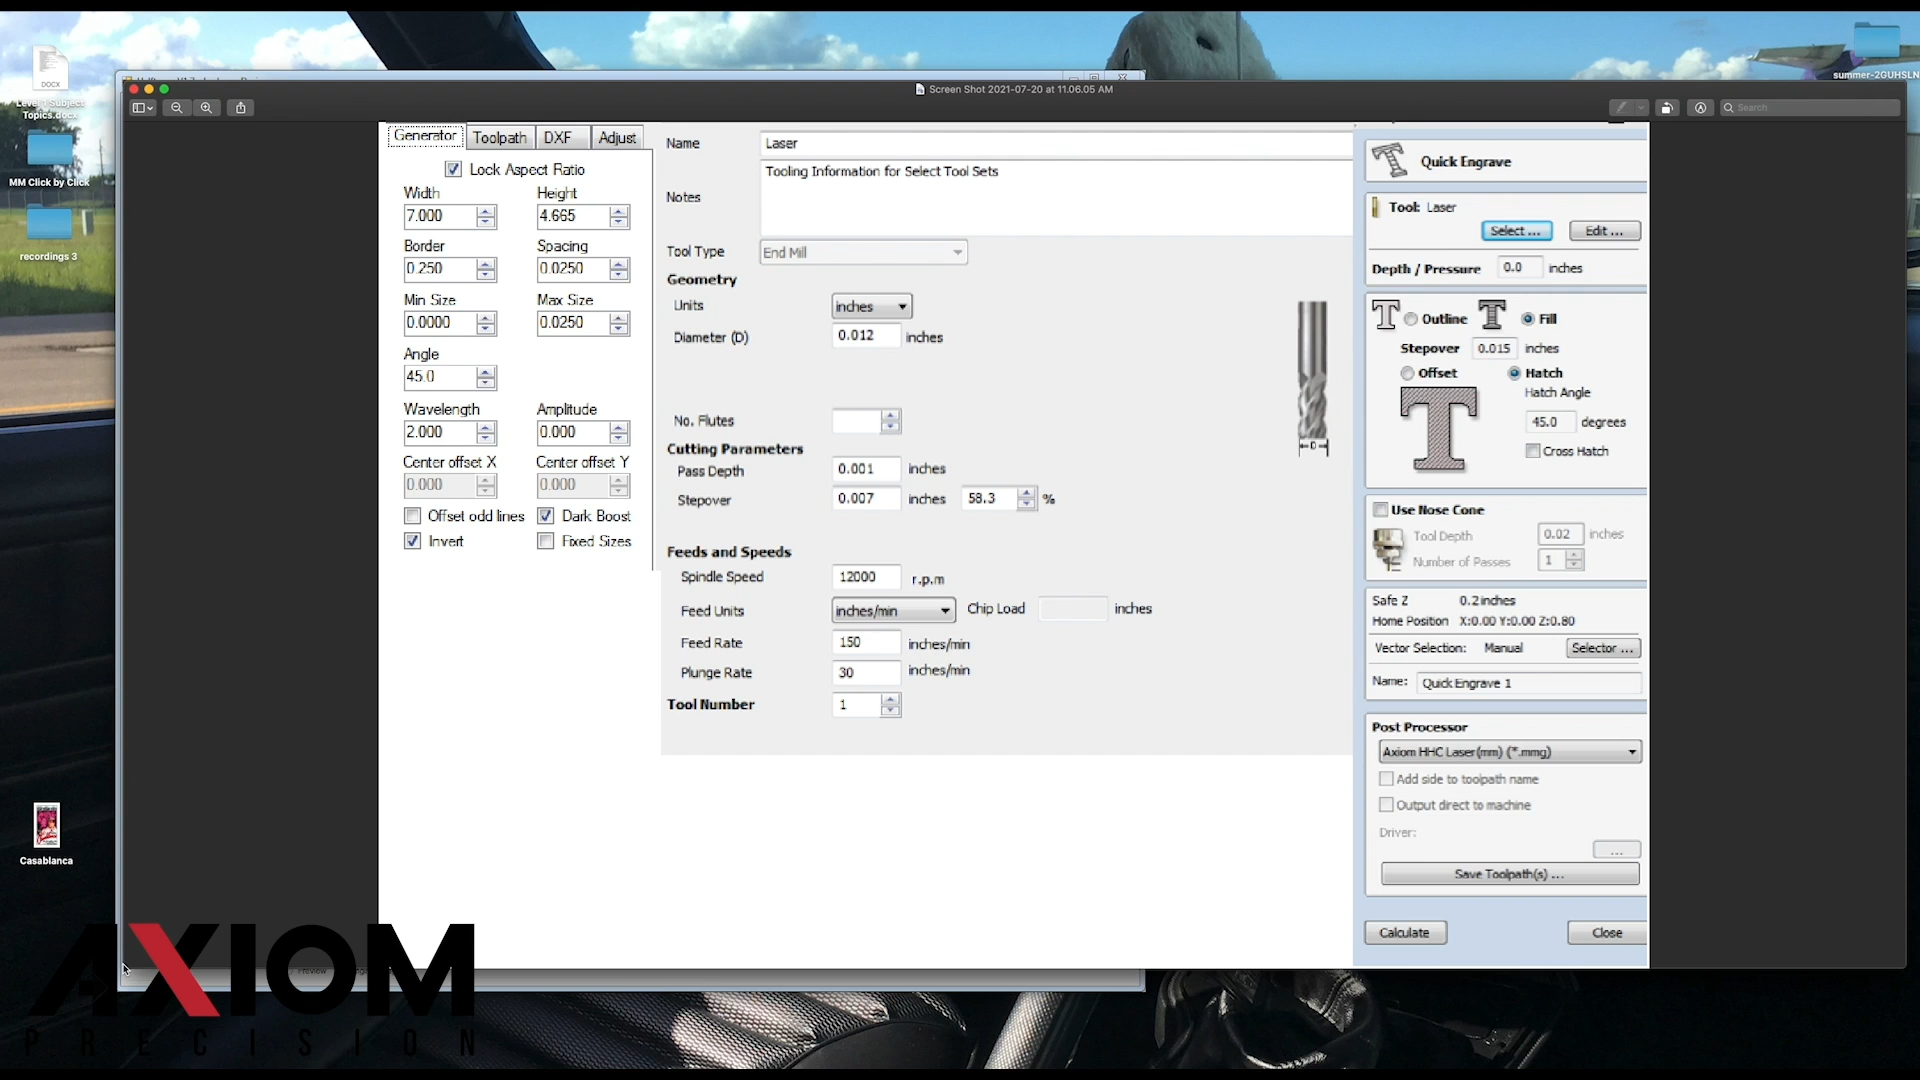 Screen Shot 2021-07-20 at 11.06.05 AM
Search
DOCX
Level 1 Subject
Topics.docx
MM Click by Click
recordings 3
Casablanca
summer-2GUHSLN
Generator Toolpath DXF Adjust
Lock Aspect Ratio
Width Height
7.000 4.665
Border Spacing
0.250 0.0250
Min Size Max Size
0.0000 0.0250
Angle
45.0
Wavelength Amplitude
2.000 0.000
Center offset X Center offset Y
0.000 0.000
Offset odd lines Dark Boost
Invert Fixed Sizes
Name Laser
Notes Tooling Information for Select Tool Sets
Tool Type End Mill
Geometry
Units inches
Diameter (D) 0.012 inches
D
No. Flutes
Cutting Parameters
Pass Depth 0.001 inches
Stepover 0.007 inches 58.3 %
Feeds and Speeds
Spindle Speed 12000 r.p.m
Feed Units inches/min Chip Load inches
Feed Rate 150 inches/min
Plunge Rate 30 inches/min
Tool Number 1
Quick Engrave
Tool: Laser
Select ... Edit ...
Depth / Pressure 0.0 inches
Outline Fill
Stepover 0.015 inches
Offset Hatch
Hatch Angle
45.0 degrees
Cross Hatch
Use Nose Cone
Tool Depth 0.02 inches
Number of Passes 1
Safe Z 0.2 inches
Home Position X:0.00 Y:0.00 Z:0.80
Vector Selection: Manual Selector ...
Name: Quick Engrave 1
Post Processor
Axiom HHC Laser(mm) (*.mmg)
Add side to toolpath name
Output direct to machine
Driver:
...
Save Toolpath(s) ...
Calculate Close
Preview
AXIOM
PRECISION